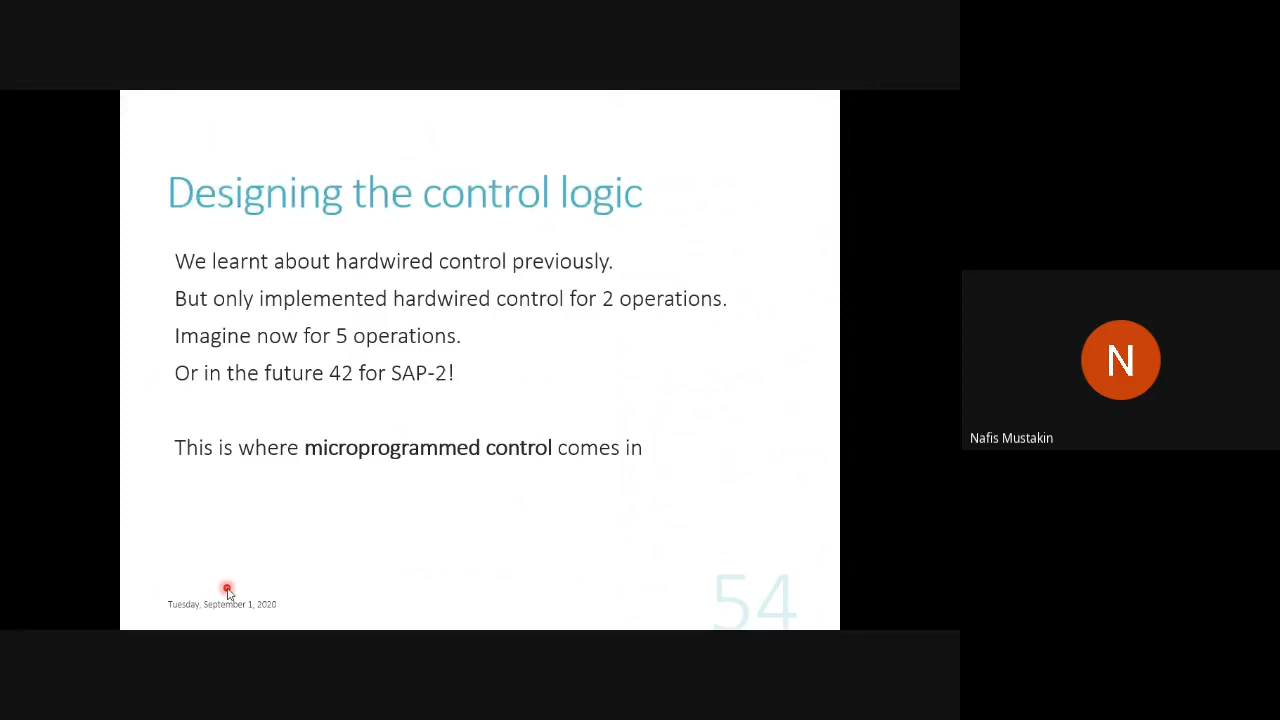 Designing the control logic
We learnt about hardwired control previously.
But only implemented hardwired control for 2 operations.
Imagine now for 5 operations.
Or in the future 42 for SAP-2!
This is where microprogrammed control comes in
Tuesday, September 1, 2020
54
N
Nafis Mustakin